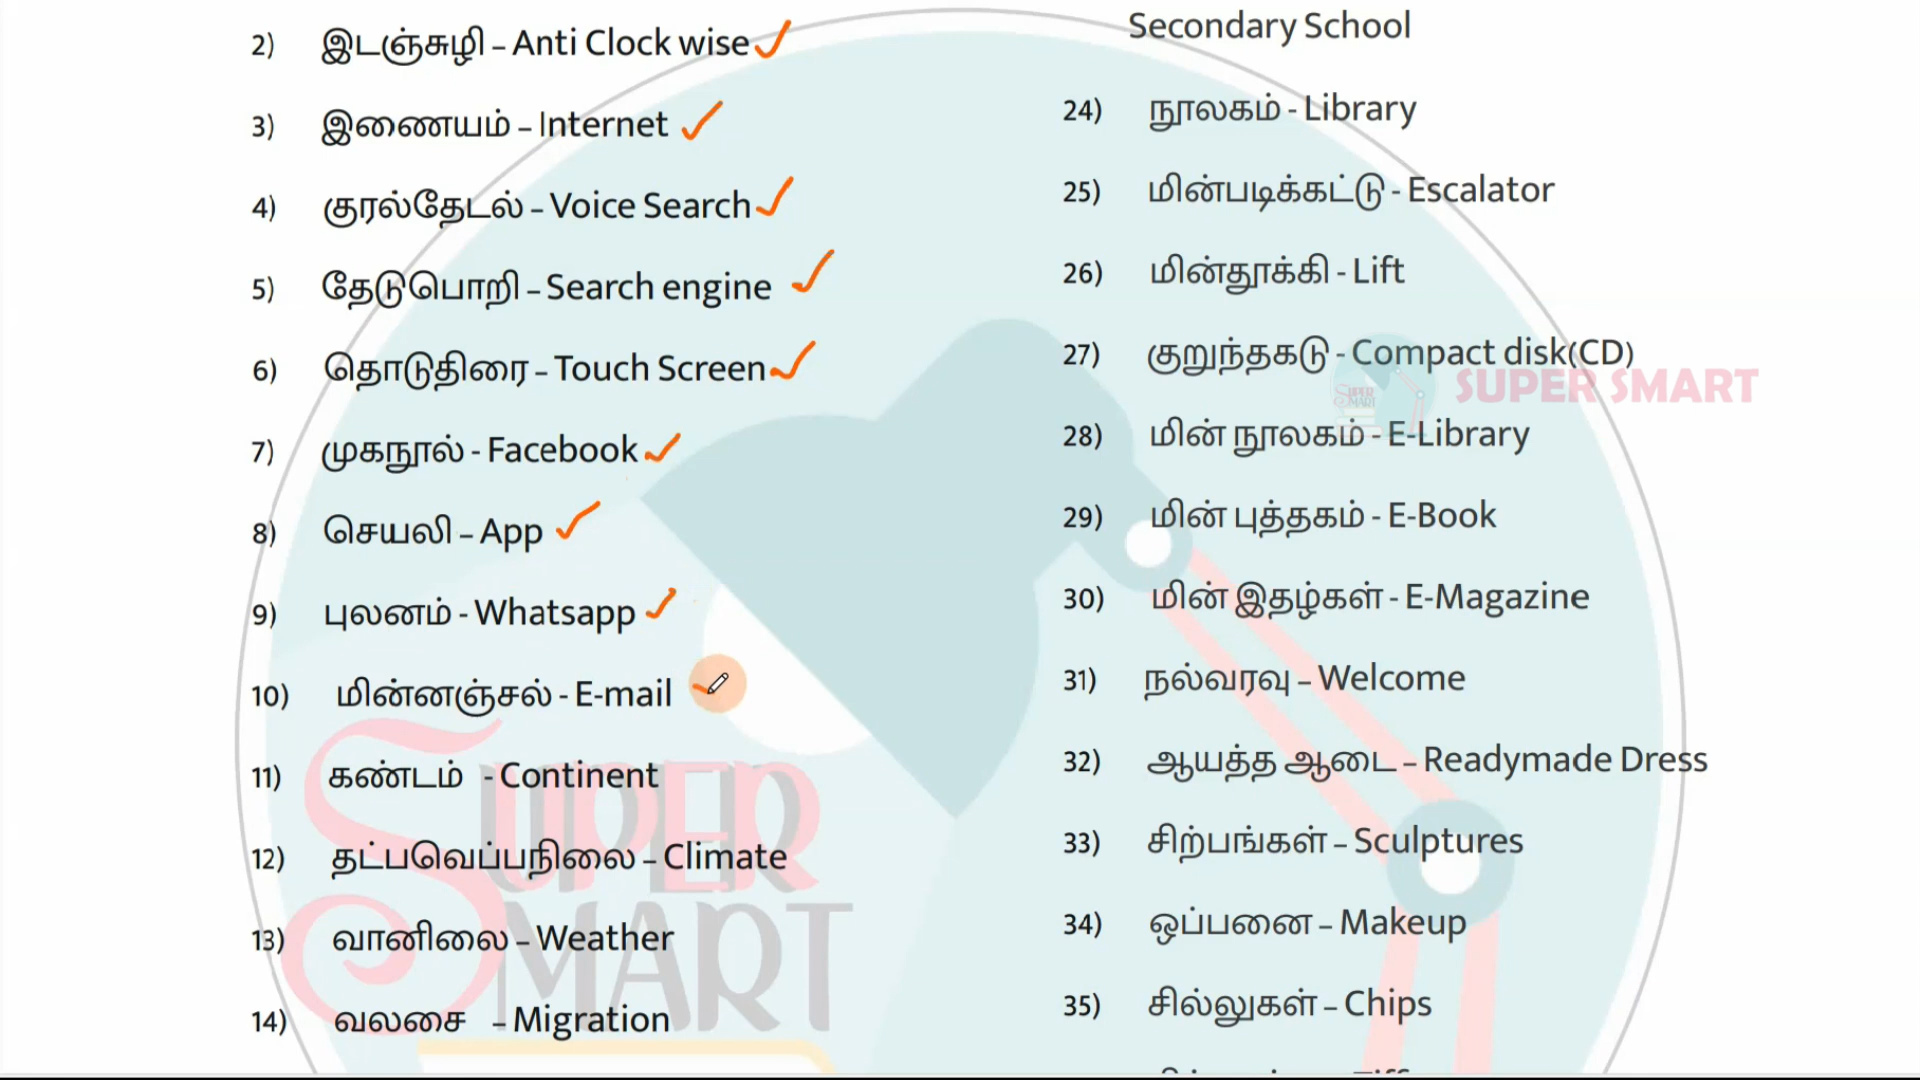 2) இடஞ்சுழி – Anti Clock wise
3) இணையம் – Internet
4) குரல்தேடல் – Voice Search
5) தேடுபொறி – Search engine
6) தொடுதிரை – Touch Screen
7) முகநூல் - Facebook
8) செயலி – App
9) புலனம் - Whatsapp
10) மின்னஞ்சல் - E-mail
11) கண்டம் - Continent
12) தட்பவெப்பநிலை – Climate
13) வானிலை – Weather
14) வலசை – Migration
Secondary School
24) நூலகம் - Library
25) மின்படிக்கட்டு - Escalator
26) மின்தூக்கி - Lift
27) குறுந்தகடு - Compact disk(CD)
28) மின் நூலகம் - E-Library
29) மின் புத்தகம் - E-Book
30) மின் இதழ்கள் - E-Magazine
31) நல்வரவு – Welcome
32) ஆயத்த ஆடை – Readymade Dress
33) சிற்பங்கள் – Sculptures
34) ஒப்பனை – Makeup
35) சில்லுகள் – Chips
SUPER SMART
SUPER
SMART
SUPER
SMART